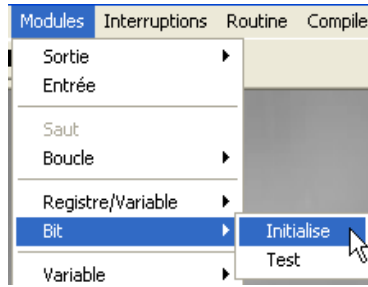 Modules Interruptions Routine Compile
Sortie
Entrée
Saut
Boucle
Registre/Variable
Bit Initialise
Test
Variable